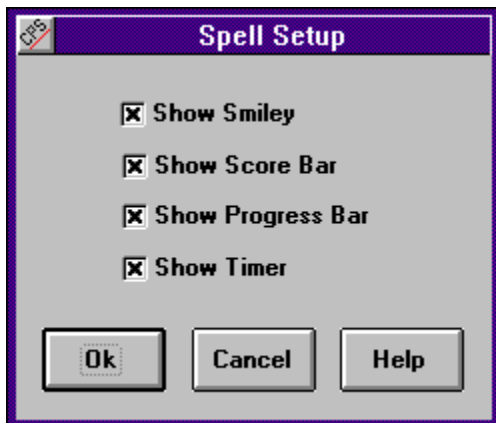 CPS Spell Setup
Show Smiley
Show Score Bar
Show Progress Bar
Show Timer
Ok Cancel Help